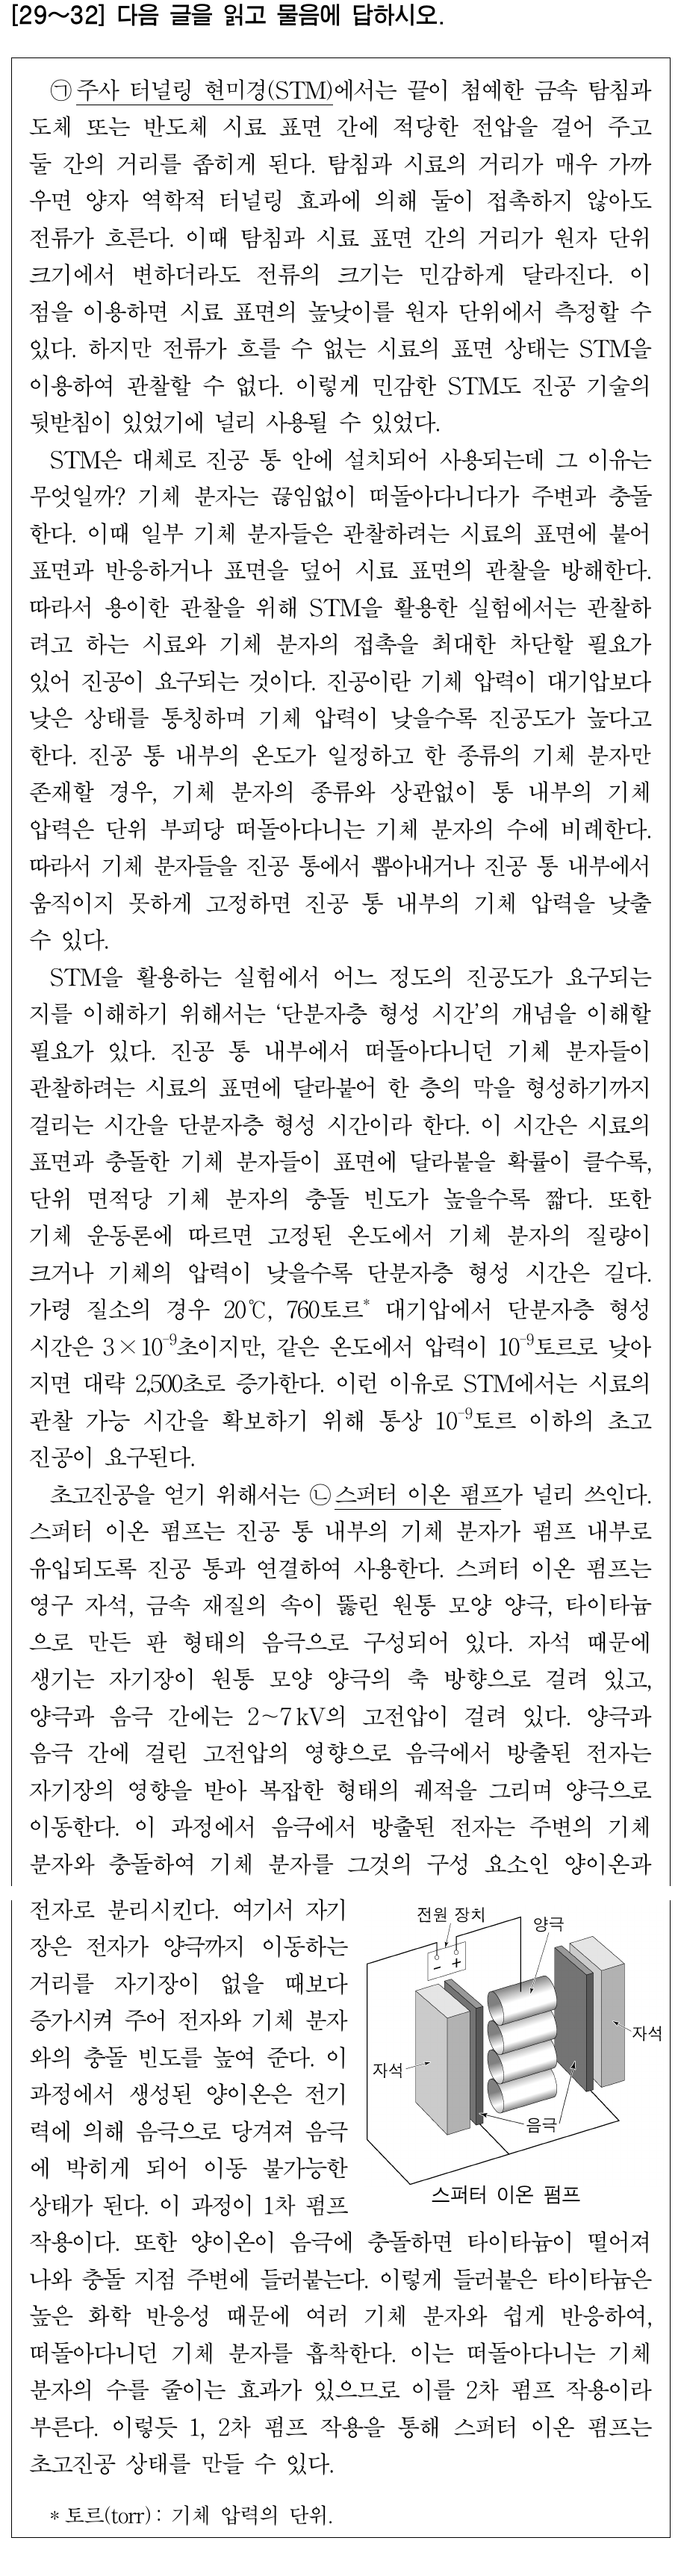 [29～32] 다음 글을 읽고 물음에 답하시오.
㉠주사 터널링 현미경(STM)에서는 끝이 첨예한 금속 탐침과
도체 또는 반도체 시료 표면 간에 적당한 전압을 걸어 주고
둘 간의 거리를 좁히게 된다. 탐침과 시료의 거리가 매우 가까
우면 양자 역학적 터널링 효과에 의해 둘이 접촉하지 않아도
전류가 흐른다. 이때 탐침과 시료 표면 간의 거리가 원자 단위
크기에서 변하더라도 전류의 크기는 민감하게 달라진다. 이
점을 이용하면 시료 표면의 높낮이를 원자 단위에서 측정할 수
있다. 하지만 전류가 흐를 수 없는 시료의 표면 상태는 STM을
이용하여 관찰할 수 없다. 이렇게 민감한 STM도 진공 기술의
뒷받침이 있었기에 널리 사용될 수 있었다.
STM은 대체로 진공 통 안에 설치되어 사용되는데 그 이유는
무엇일까? 기체 분자는 끊임없이 떠돌아다니다가 주변과 충돌
한다. 이때 일부 기체 분자들은 관찰하려는 시료의 표면에 붙어
표면과 반응하거나 표면을 덮어 시료 표면의 관찰을 방해한다.
따라서 용이한 관찰을 위해 STM을 활용한 실험에서는 관찰하
려고 하는 시료와 기체 분자의 접촉을 최대한 차단할 필요가
있어 진공이 요구되는 것이다. 진공이란 기체 압력이 대기압보다
낮은 상태를 통칭하며 기체 압력이 낮을수록 진공도가 높다고
한다. 진공 통 내부의 온도가 일정하고 한 종류의 기체 분자만
존재할 경우, 기체 분자의 종류와 상관없이 통 내부의 기체
압력은 단위 부피당 떠돌아다니는 기체 분자의 수에 비례한다.
따라서 기체 분자들을 진공 통에서 뽑아내거나 진공 통 내부에서
움직이지 못하게 고정하면 진공 통 내부의 기체 압력을 낮출
수 있다.
STM을 활용하는 실험에서 어느 정도의 진공도가 요구되는
지를 이해하기 위해서는 ‘단분자층 형성 시간’의 개념을 이해할
필요가 있다. 진공 통 내부에서 떠돌아다니던 기체 분자들이
관찰하려는 시료의 표면에 달라붙어 한 층의 막을 형성하기까지
걸리는 시간을 단분자층 형성 시간이라 한다. 이 시간은 시료의
표면과 충돌한 기체 분자들이 표면에 달라붙을 확률이 클수록,
단위 면적당 기체 분자의 충돌 빈도가 높을수록 짧다. 또한
기체 운동론에 따르면 고정된 온도에서 기체 분자의 질량이
크거나 기체의 압력이 낮을수록 단분자층 형성 시간은 길다.
가령 질소의 경우 20℃, 760토르* 대기압에서 단분자층 형성
시간은 3×10⁻⁹초이지만, 같은 온도에서 압력이 10⁻⁹토르로 낮아
지면 대략 2,500초로 증가한다. 이런 이유로 STM에서는 시료의
관찰 가능 시간을 확보하기 위해 통상 10⁻⁹토르 이하의 초고
진공이 요구된다.
초고진공을 얻기 위해서는 ㉡스퍼터 이온 펌프가 널리 쓰인다.
스퍼터 이온 펌프는 진공 통 내부의 기체 분자가 펌프 내부로
유입되도록 진공 통과 연결하여 사용한다. 스퍼터 이온 펌프는
영구 자석, 금속 재질의 속이 뚫린 원통 모양 양극, 타이타늄
으로 만든 판 형태의 음극으로 구성되어 있다. 자석 때문에
생기는 자기장이 원통 모양 양극의 축 방향으로 걸려 있고,
양극과 음극 간에는 2～7kV의 고전압이 걸려 있다. 양극과
음극 간에 걸린 고전압의 영향으로 음극에서 방출된 전자는
자기장의 영향을 받아 복잡한 형태의 궤적을 그리며 양극으로
이동한다. 이 과정에서 음극에서 방출된 전자는 주변의 기체
분자와 충돌하여 기체 분자를 그것의 구성 요소인 양이온과
전자로 분리시킨다. 여기서 자기
장은 전자가 양극까지 이동하는
거리를 자기장이 없을 때보다
증가시켜 주어 전자와 기체 분자
와의 충돌 빈도를 높여 준다. 이
과정에서 생성된 양이온은 전기
력에 의해 음극으로 당겨져 음극
에 박히게 되어 이동 불가능한
상태가 된다. 이 과정이 1차 펌프
전원 장치
양극
－ ＋
자석
자석
음극
스퍼터 이온 펌프
작용이다. 또한 양이온이 음극에 충돌하면 타이타늄이 떨어져
나와 충돌 지점 주변에 들러붙는다. 이렇게 들러붙은 타이타늄은
높은 화학 반응성 때문에 여러 기체 분자와 쉽게 반응하여,
떠돌아다니던 기체 분자를 흡착한다. 이는 떠돌아다니는 기체
분자의 수를 줄이는 효과가 있으므로 이를 2차 펌프 작용이라
부른다. 이렇듯 1, 2차 펌프 작용을 통해 스퍼터 이온 펌프는
초고진공 상태를 만들 수 있다.
* 토르(torr) : 기체 압력의 단위.